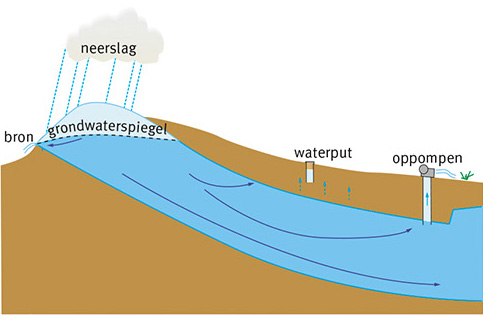 neerslag
bron
grondwaterspiegel
waterput
oppompen